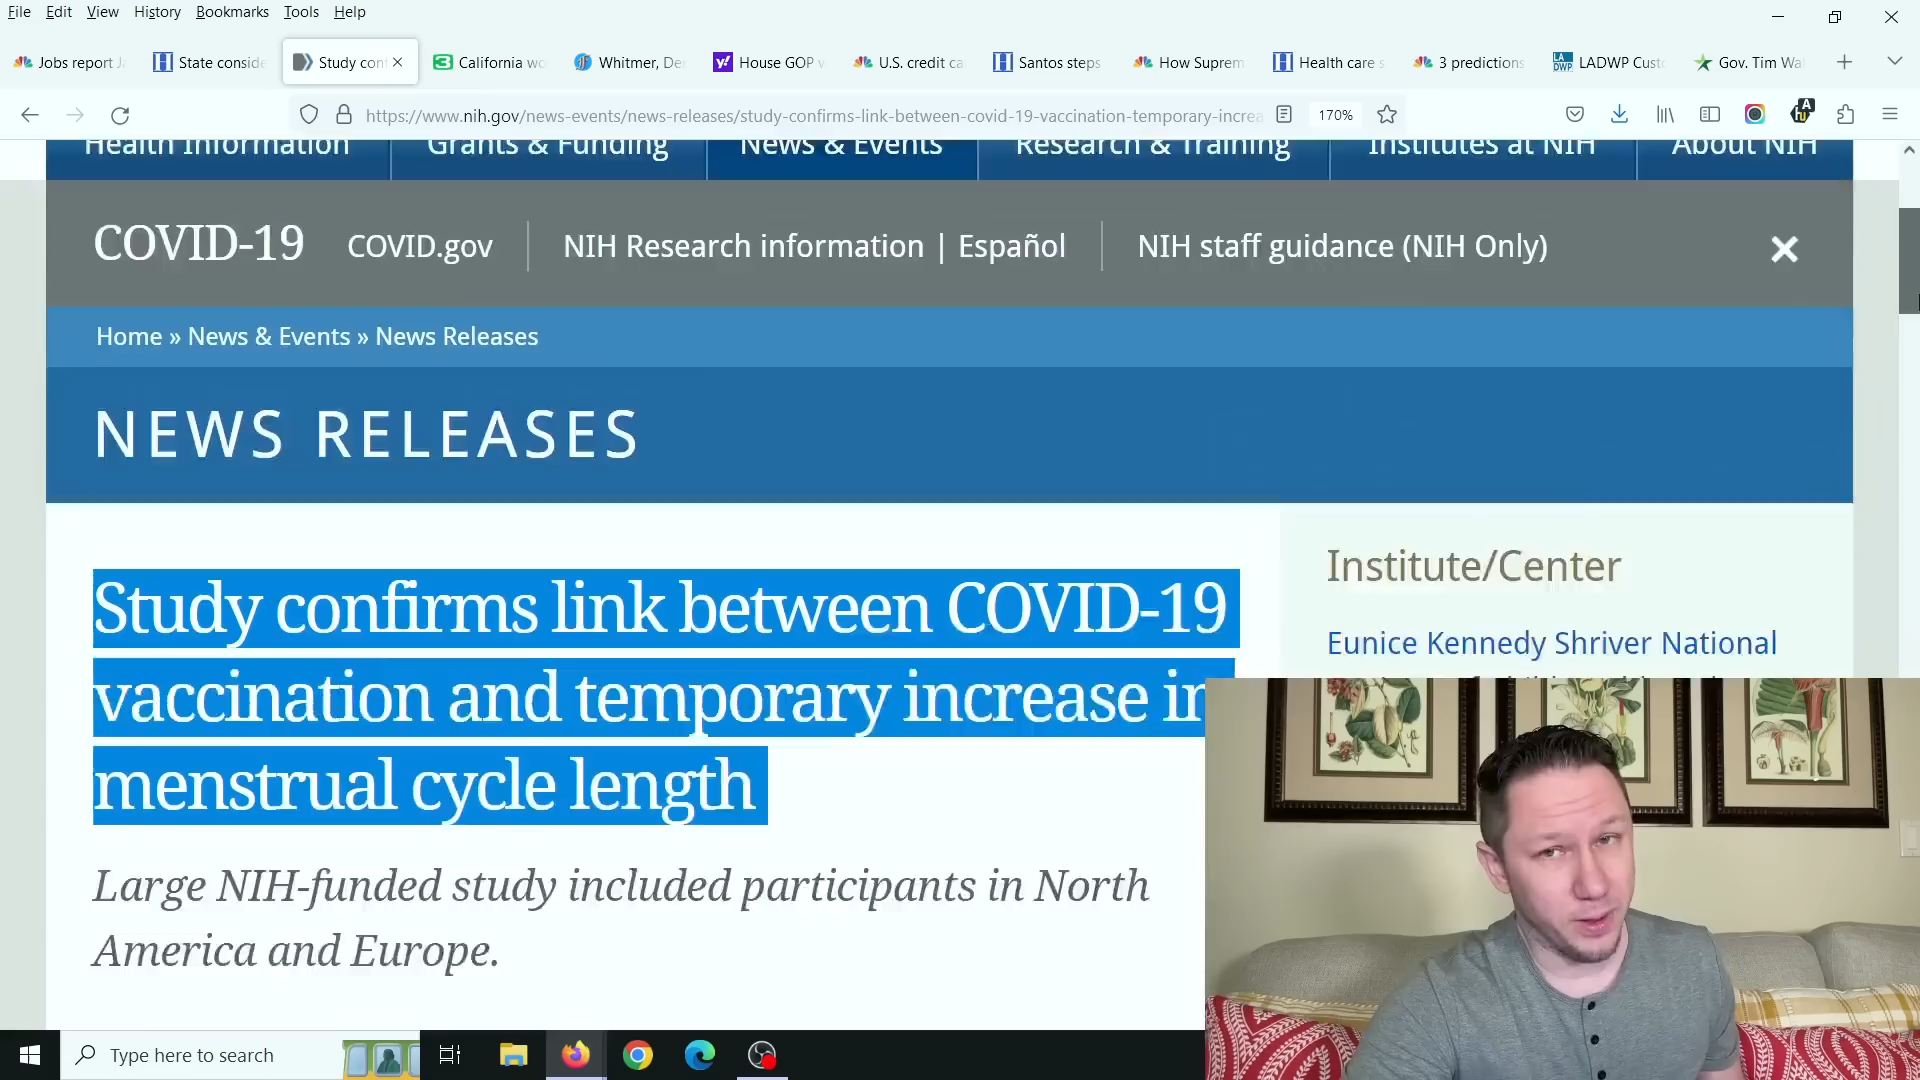 File Edit View History Bookmarks Tools Help
Jobs report J
State conside
Study con
California wo
Whitmer, De
House GOP v
U.S. credit ca
Santos steps
How Suprem
Health care s
3 predictions
LADWP Custo
Gov. Tim Wa
https://www.nih.gov/news-events/news-releases/study-confirms-link-between-covid-19-vaccination-temporary-increa
170%
Health Information Grants & Funding News & Events Research & Training Institutes at NIH About NIH
COVID-19 COVID.gov NIH Research information | Español NIH staff guidance (NIH Only)
Home » News & Events » News Releases
NEWS RELEASES
Study confirms link between COVID-19
vaccination and temporary increase in
menstrual cycle length
Large NIH-funded study included participants in North
America and Europe.
Institute/Center
Eunice Kennedy Shriver National
Type here to search